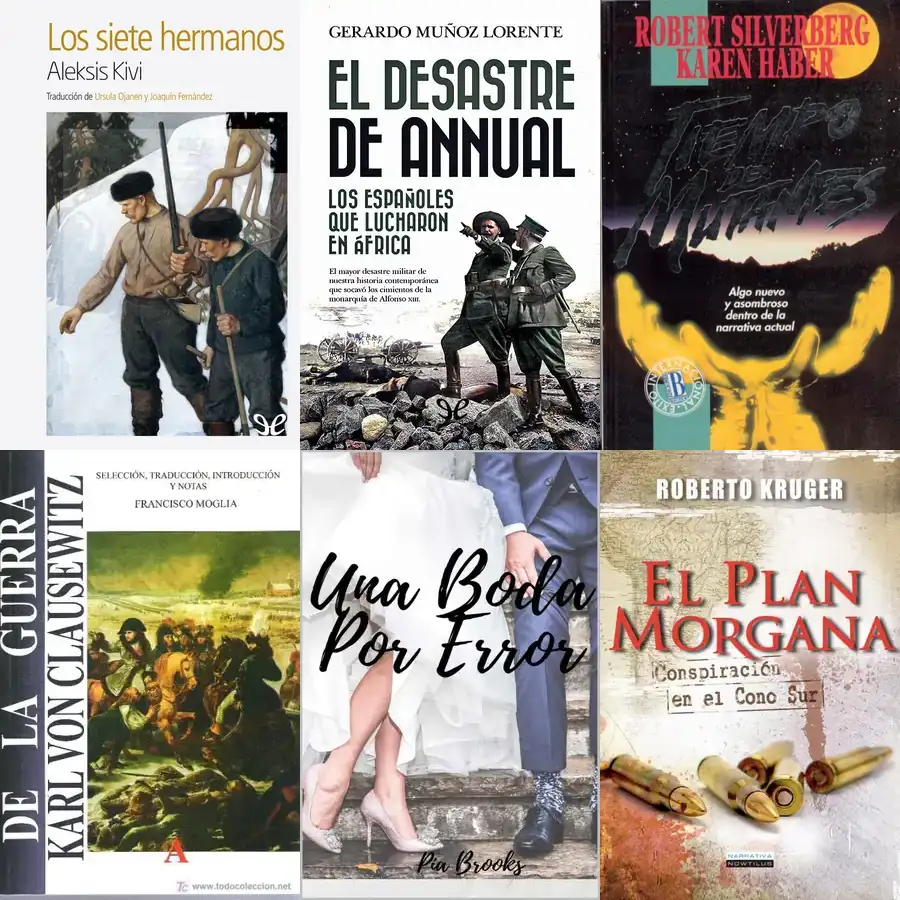 Los siete hermanos
Aleksis Kivi
Traducción de Ursula Ojanen y Joaquín Fernández
GERARDO MUÑOZ LORENTE
EL DESASTRE
DE ANNUAL
LOS ESPAÑOLES
QUE LUCHARON
EN ÁFRICA
El mayor desastre militar de
nuestra historia contemporánea
que socavó los cimientos de la
monarquía de Alfonso XIII.
ROBERT SILVERBERG
KAREN HABER
TIEMPO
DE
MUTANTES
Algo nuevo
y asombroso
dentro de la
narrativa actual
B
ÉXITO INTERNACIONAL
DE LA GUERRA
KARL VON CLAUSEWITZ
SELECCIÓN, TRADUCCIÓN, INTRODUCCIÓN
Y NOTAS
FRANCISCO MOGLIA
A
Tc www.todocoleccion.net
Una Boda
Por Error
Pia Brooks
ROBERTO KRUGER
EL PLAN
MORGANA
Conspiración
en el Cono Sur
NARRATIVA
NOWTILUS